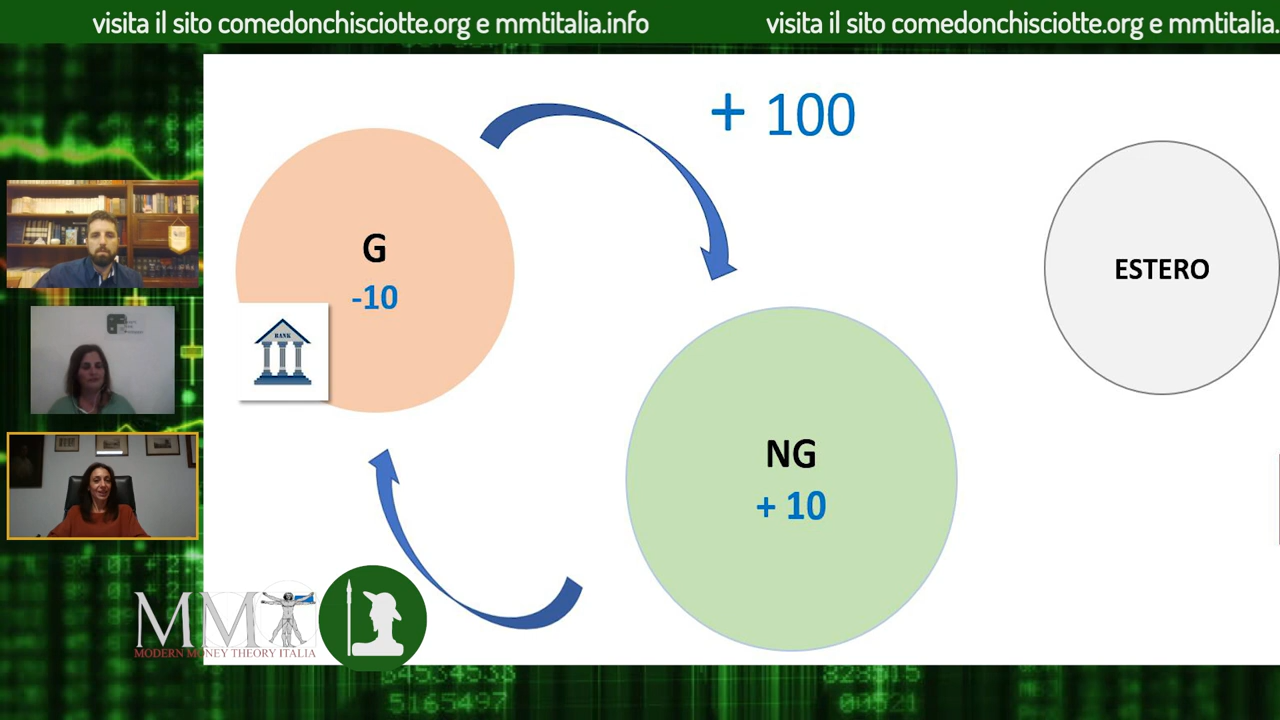 visita il sito comedonchisciotte.org e mmtitalia.info
visita il sito comedonchisciotte.org e mmtitalia.
+ 100
G
-10
BANK
ESTERO
NG
+ 10
MMT
MODERN MONEY THEORY ITALIA
5165497